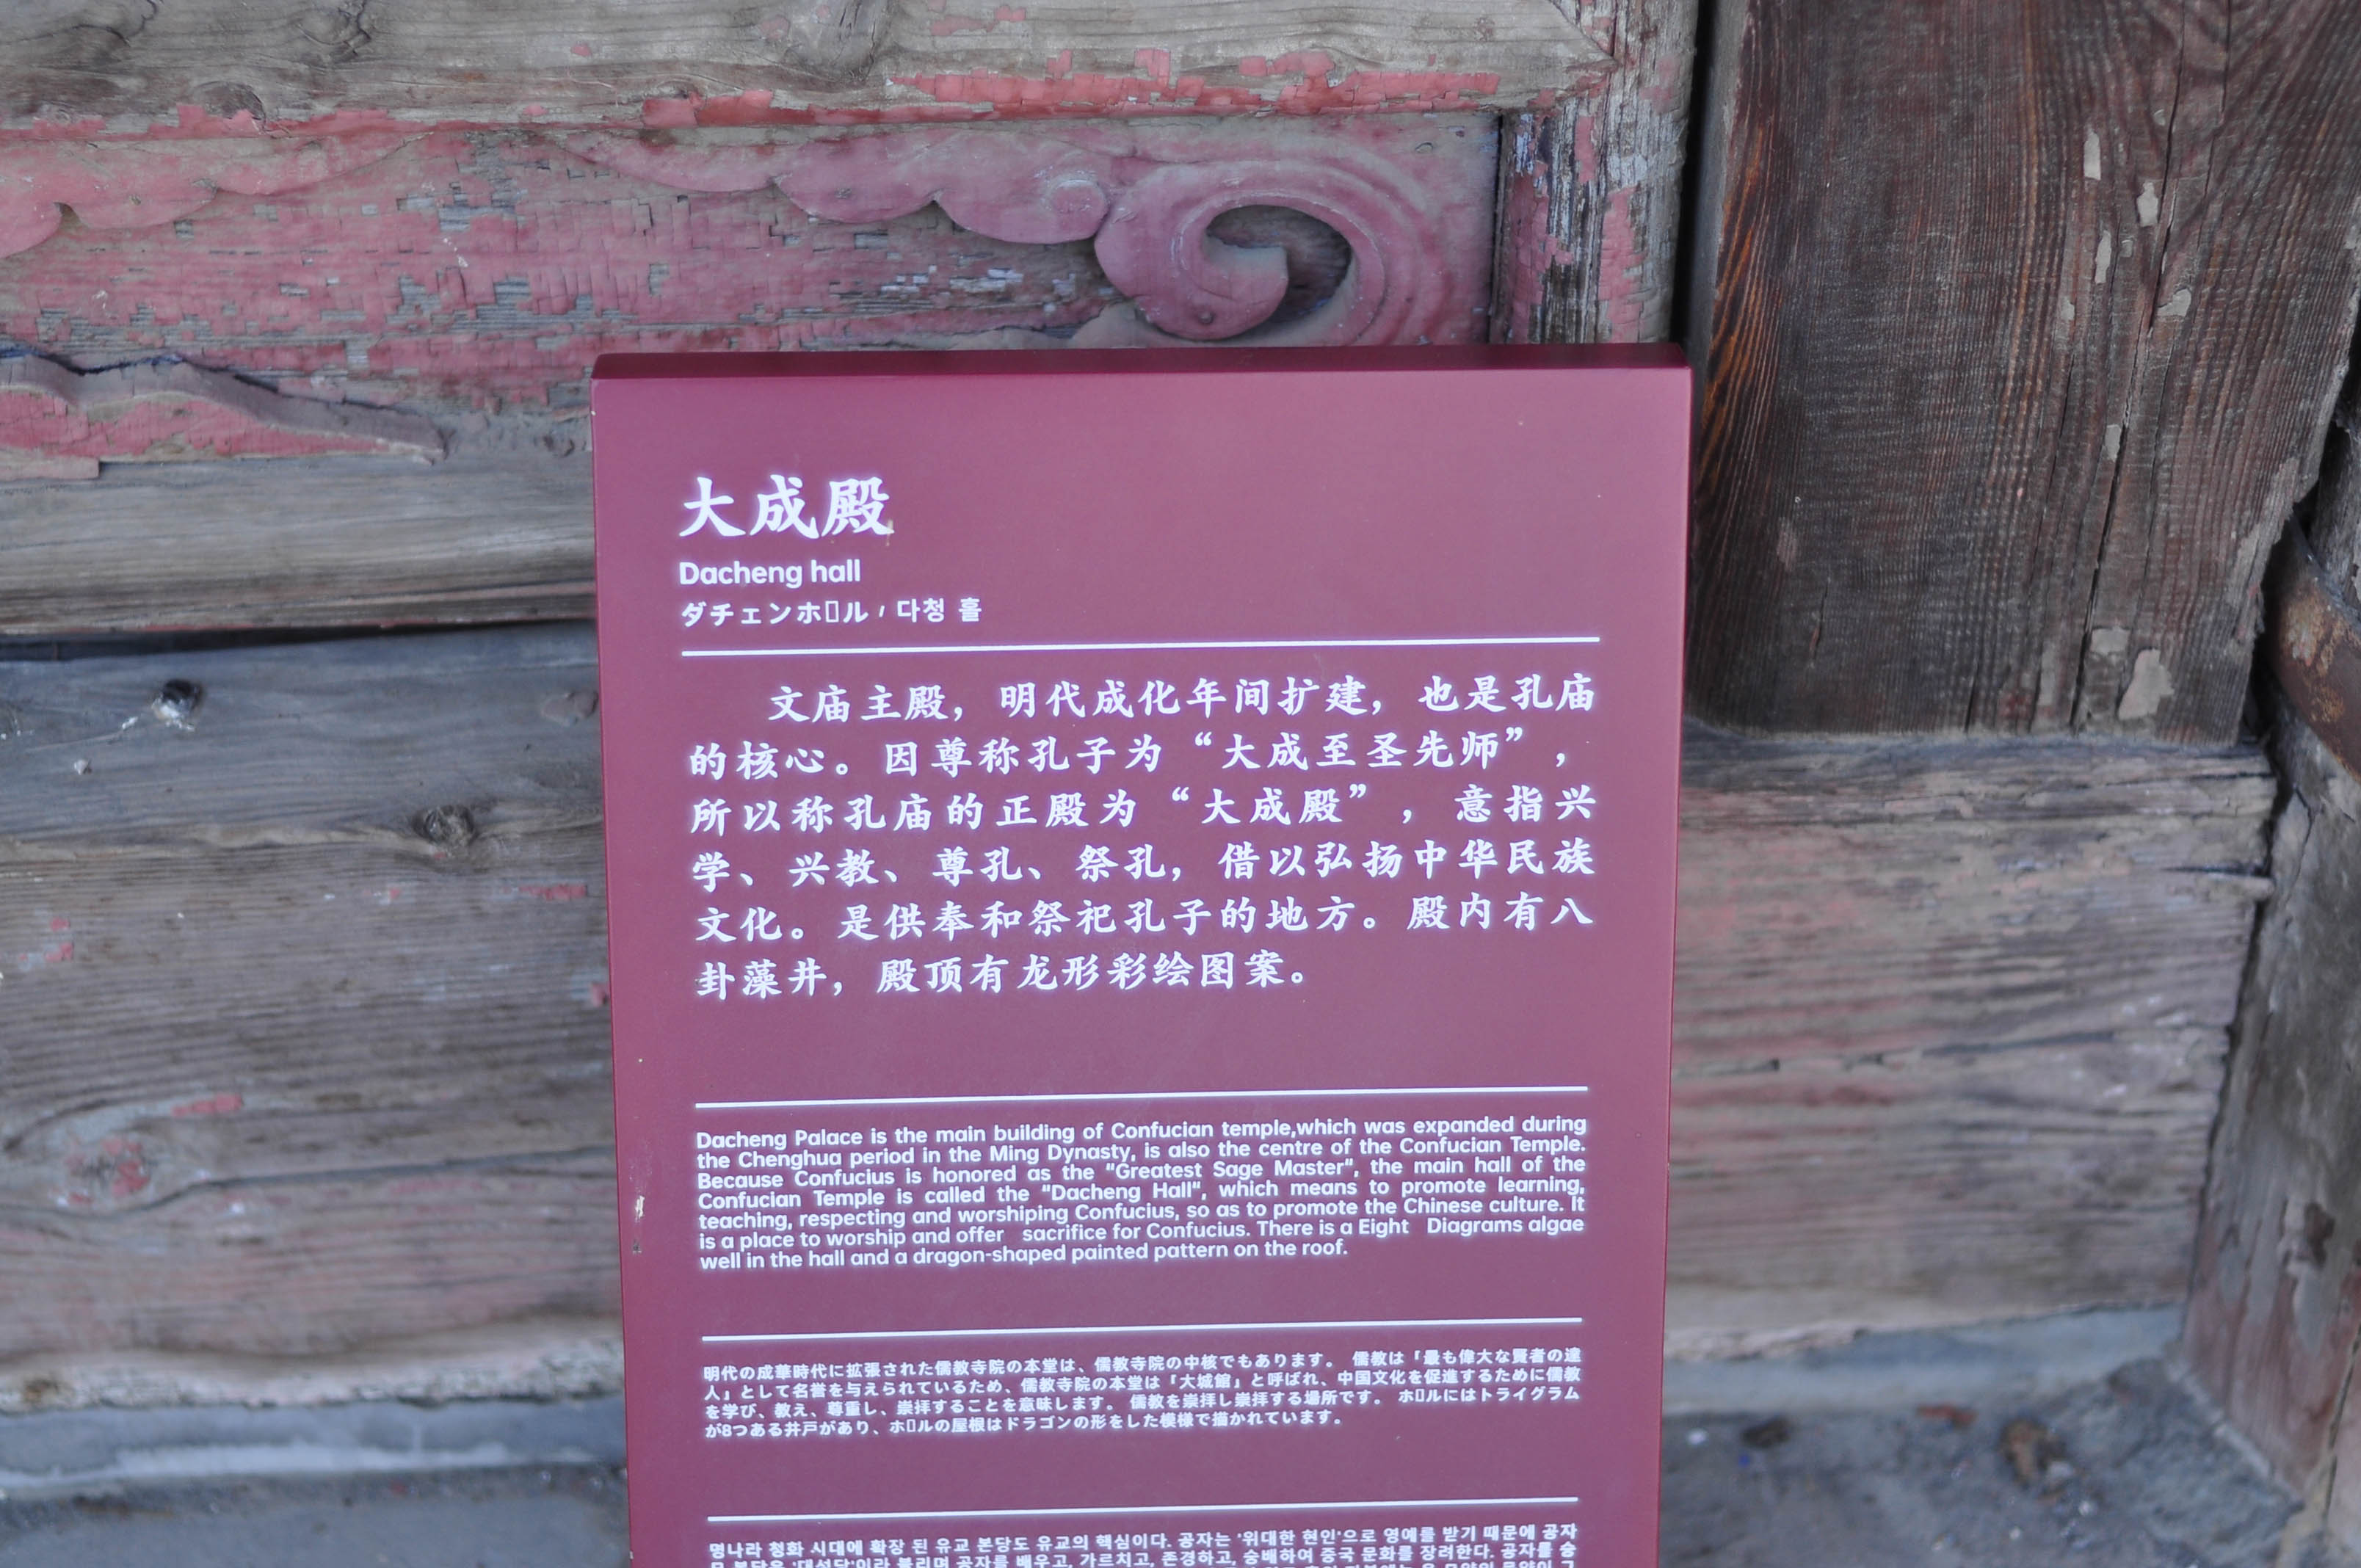 大成殿
Dacheng hall
ダチェンホ▯ル / 다청 홀
文庙主殿，明代成化年间扩建，也是孔庙
的核心。因尊称孔子为“大成至圣先师”，
所以称孔庙的正殿为“大成殿”，意指兴
学、兴教、尊孔、祭孔，借以弘扬中华民族
文化。是供奉和祭祀孔子的地方。殿内有八
卦藻井，殿顶有龙形彩绘图案。
Dacheng Palace is the main building of Confucian temple,which was expanded during
the Chenghua period in the Ming Dynasty, is also the centre of the Confucian Temple.
Because Confucius is honored as the "Greatest Sage Master", the main hall of the
Confucian Temple is called the "Dacheng Hall", which means to promote learning,
teaching, respecting and worshiping Confucius, so as to promote the Chinese culture. It
is a place to worship and offer sacrifice for Confucius. There is a Eight Diagrams algae
well in the hall and a dragon-shaped painted pattern on the roof.
明代の成華時代に拡張された儒教寺院の本堂は、儒教寺院の中核でもあります。 儒教は「最も偉大な賢者の達
人」として名誉を与えられているため、儒教寺院の本堂は「大城館」と呼ばれ、中国文化を促進するために儒教
を学び、教え、尊重し、崇拝することを意味します。 儒教を崇拝し崇拝する場所です。 ホ▯ルにはトライグラム
が8つある井戸があり、ホ▯ルの屋根はドラゴンの形をした模様で描かれています。
명나라 청화 시대에 확장 된 유교 본당도 유교의 핵심이다. 공자는 '위대한 현인'으로 영예를 받기 때문에 공자
본당은 '대성당'이라 불리며 공자를 배우고, 가르치고, 존경하고, 숭배하여 중국 문화를 장려한다. 공자를 숭